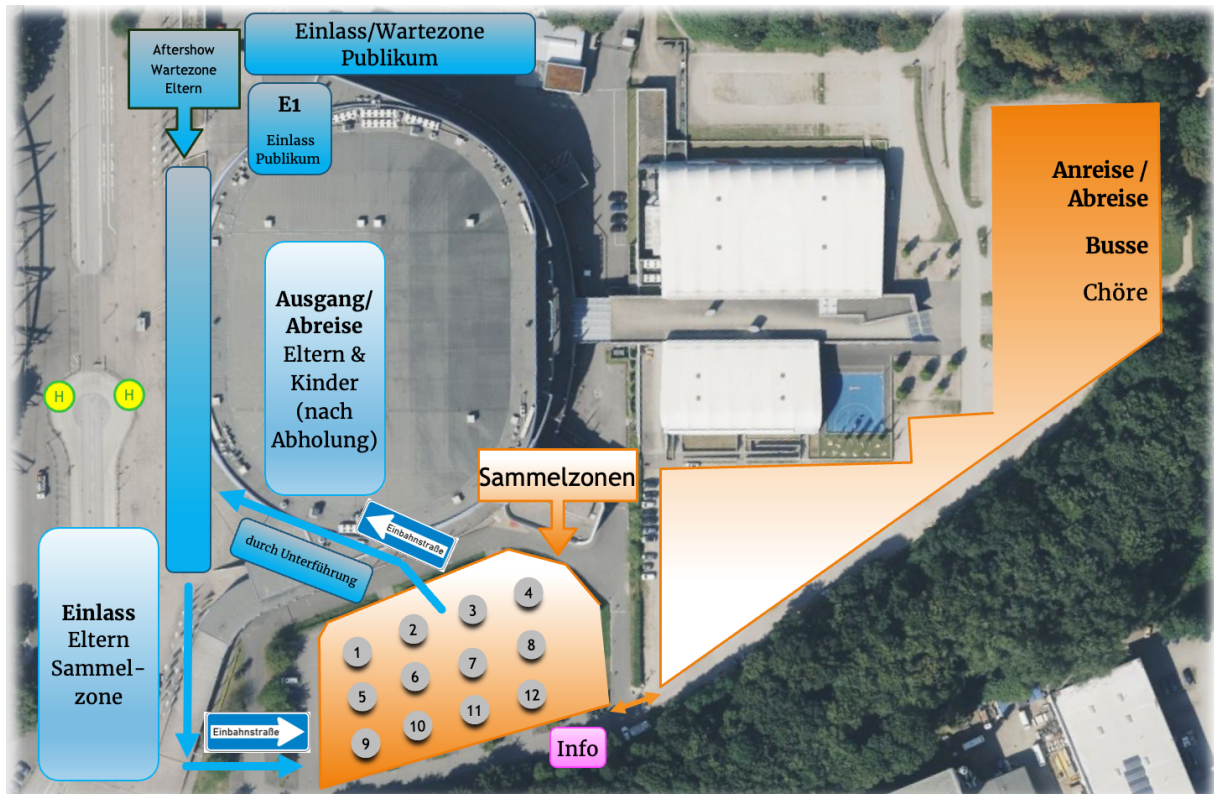 Aftershow
Wartezone
Eltern
Einlass/Wartezone
Publikum
E1
Einlass
Publikum
Anreise /
Abreise
Busse
Chöre
Ausgang/
Abreise
Eltern &
Kinder
(nach
Abholung)
H
H
Sammelzonen
Einbahnstraße
durch Unterführung
Einlass
Eltern
Sammel-
zone
Einbahnstraße
1
2
3
4
5
6
7
8
9
10
11
12
Info